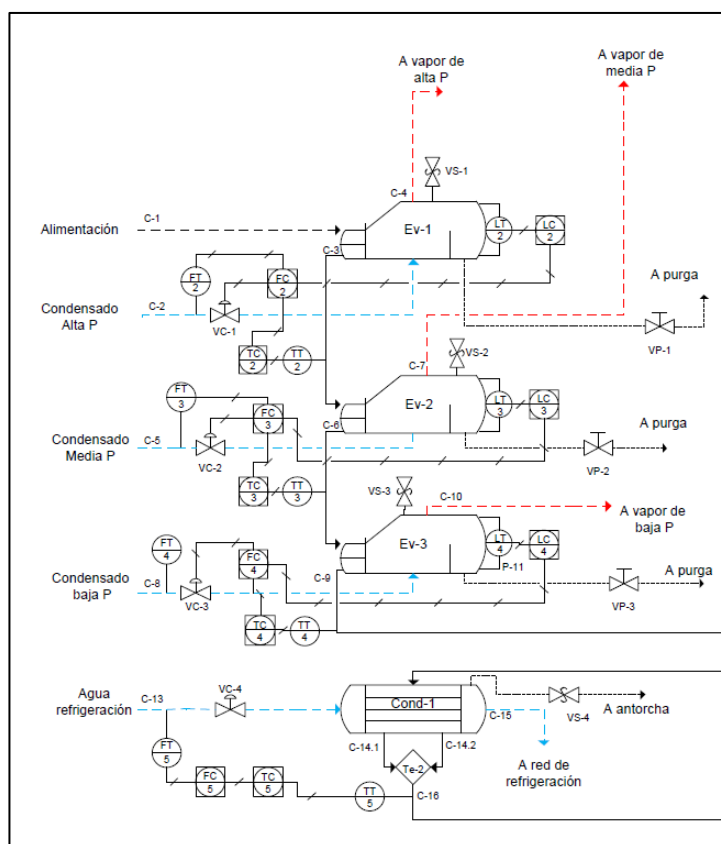 A vapor de
alta P
A vapor de
media P
VS-1
C-4
C-1
Alimentación
Ev-1
LT
2
LC
2
C-3
FT
2
FC
2
A purga
C-2
Condensado
Alta P
VC-1
VP-1
TC
2
TT
2
VS-2
C-7
FT
3
FC
3
Ev-2
LT
3
LC
3
C-6
A purga
Condensado
Media P
C-5
VC-2
VP-2
TC
3
TT
3
VS-3
C-10
A vapor de
baja P
FT
4
FC
4
Ev-3
LT
4
LC
4
P-11
C-9
A purga
Condensado
baja P
C-8
VC-3
VP-3
TC
4
TT
4
Agua
refrigeración
C-13
VC-4
Cond-1
C-15
VS-4
A antorcha
C-14.1
C-14.2
FT
5
A red de
refrigeración
Te-2
FC
5
TC
5
TT
5
C-16